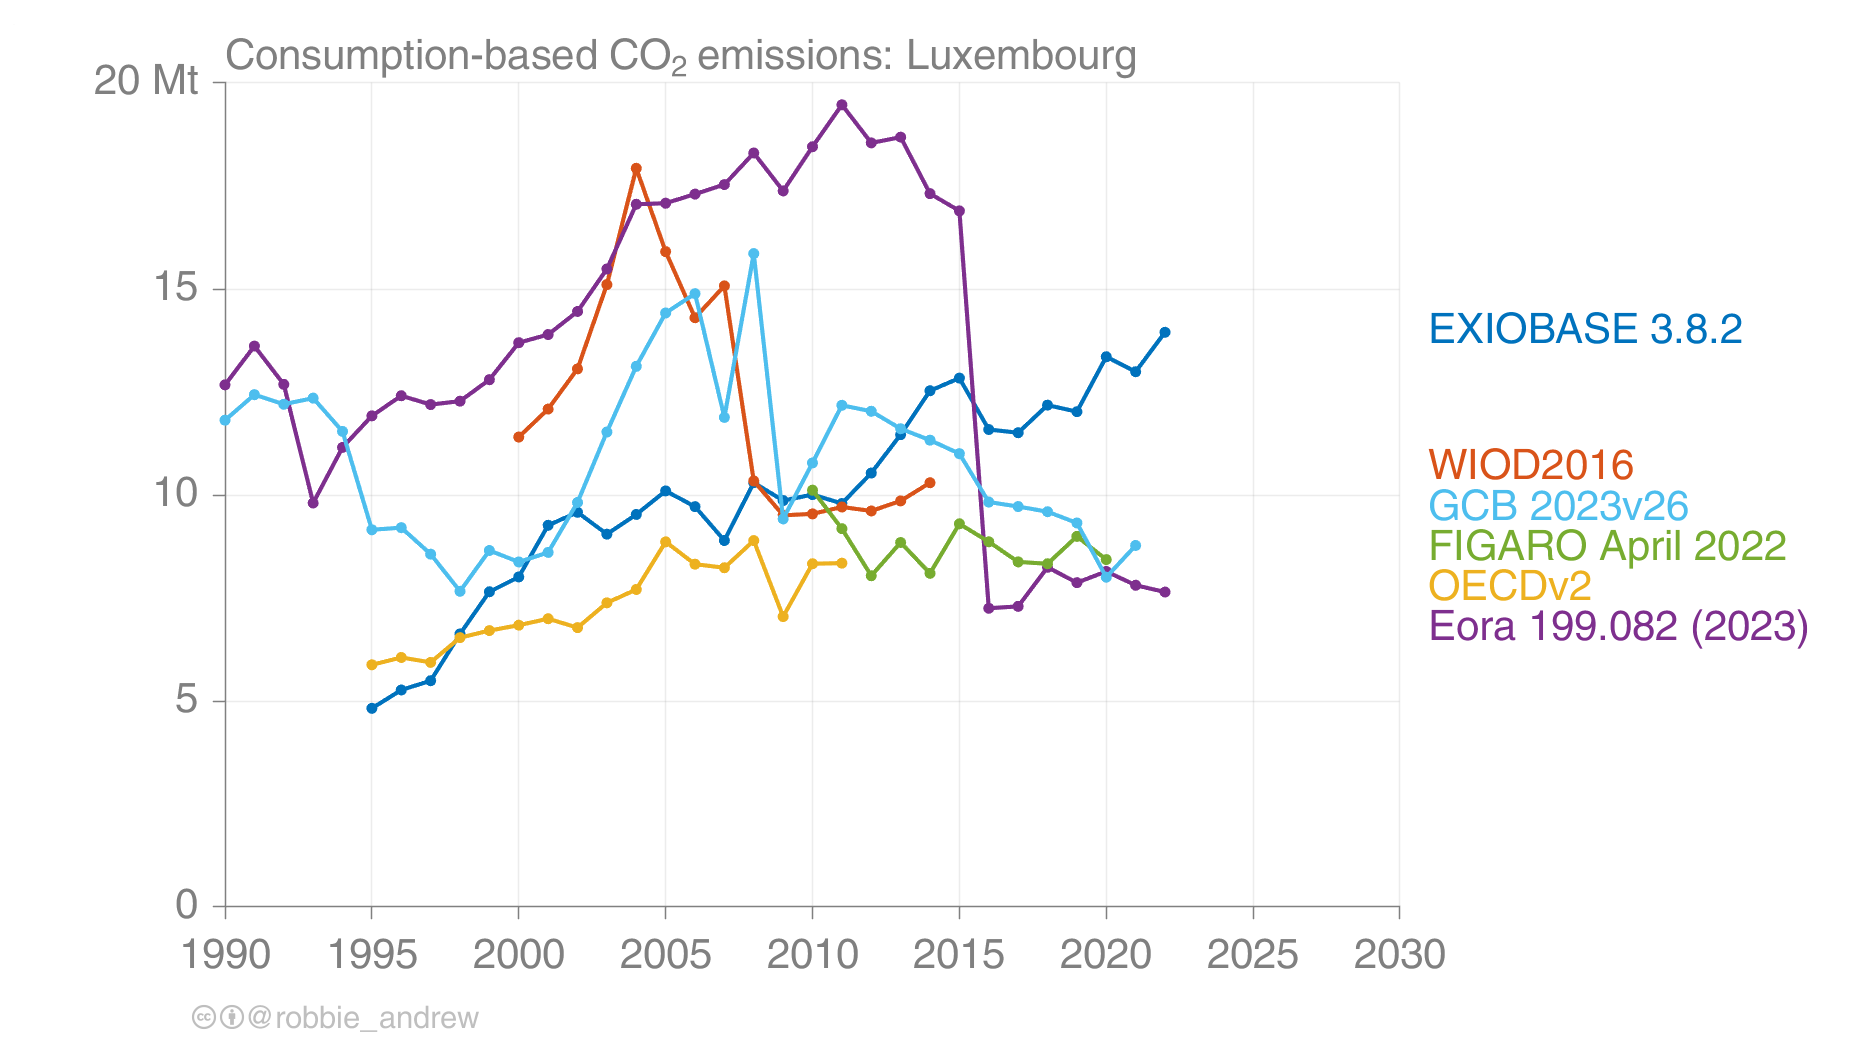 Consumption-based CO₂ emissions: Luxembourg
20 Mt
15
10
5
0
1990 1995 2000 2005 2010 2015 2020 2025 2030
EXIOBASE 3.8.2
WIOD2016
GCB 2023v26
FIGARO April 2022
OECDv2
Eora 199.082 (2023)
cc @robbie_andrew